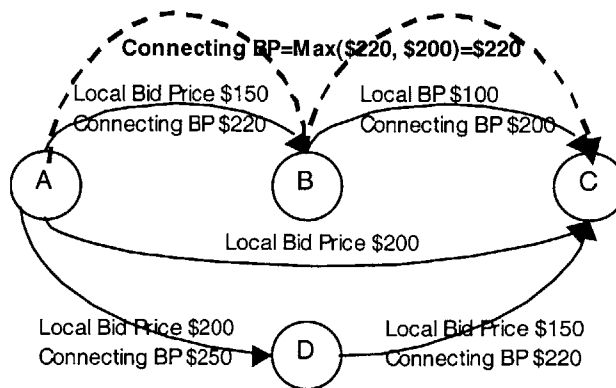 Connecting BP=Max($220, $200)=$220
Local Bid Price $150
Connecting BP $220
Local BP $100
Connecting BP $200
A
B
C
Local Bid Price $200
Local Bid Price $200
Connecting BP $250
D
Local Bid Price $150
Connecting BP $220